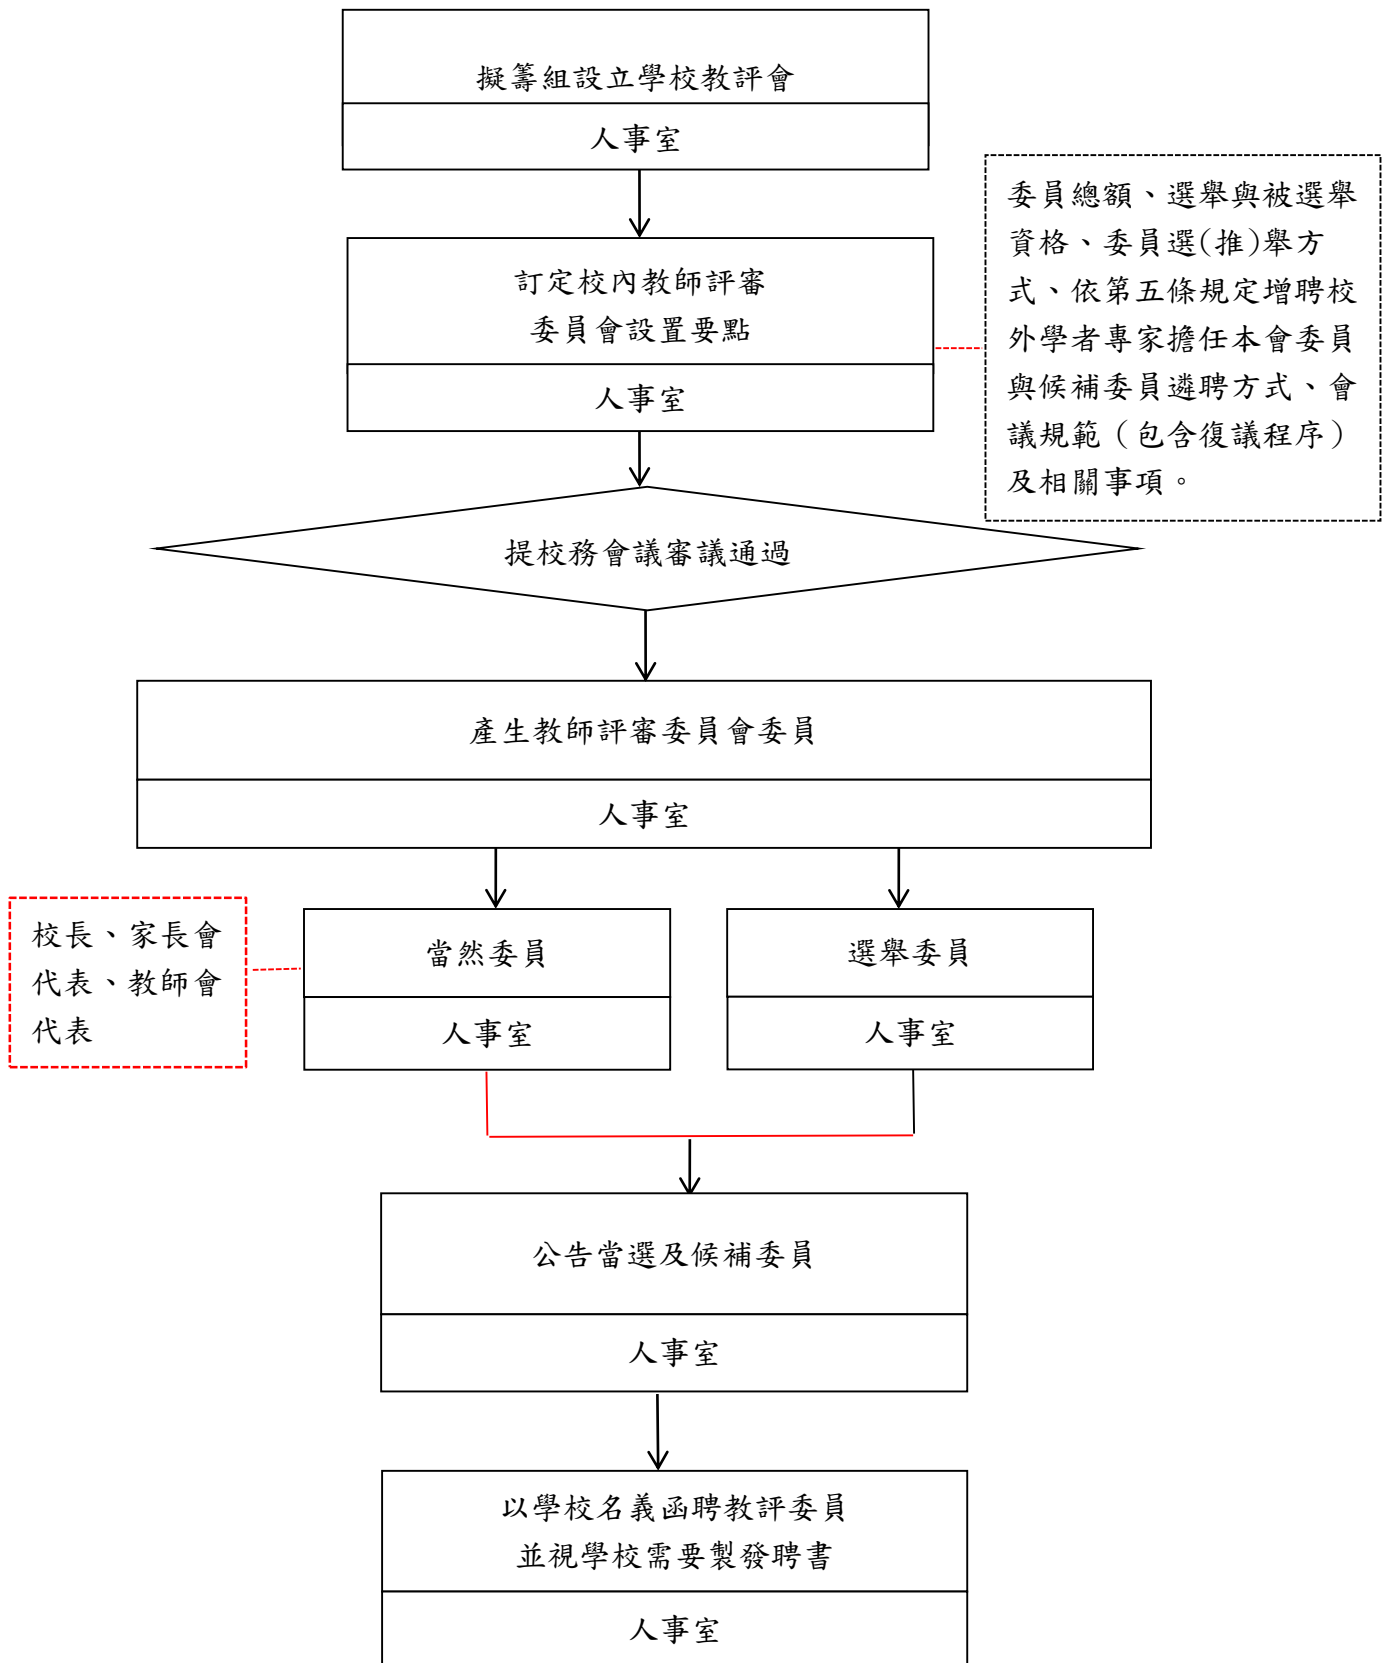 擬籌組設立學校教評會
人事室
訂定校內教師評審
委員會設置要點
人事室
委員總額、選舉與被選舉
資格、委員選(推)舉方
式、依第五條規定增聘校
外學者專家擔任本會委員
與候補委員遴聘方式、會
議規範（包含復議程序）
及相關事項。
提校務會議審議通過
產生教師評審委員會委員
人事室
校長、家長會
代表、教師會
代表
當然委員
人事室
選舉委員
人事室
公告當選及候補委員
人事室
以學校名義函聘教評委員
並視學校需要製發聘書
人事室